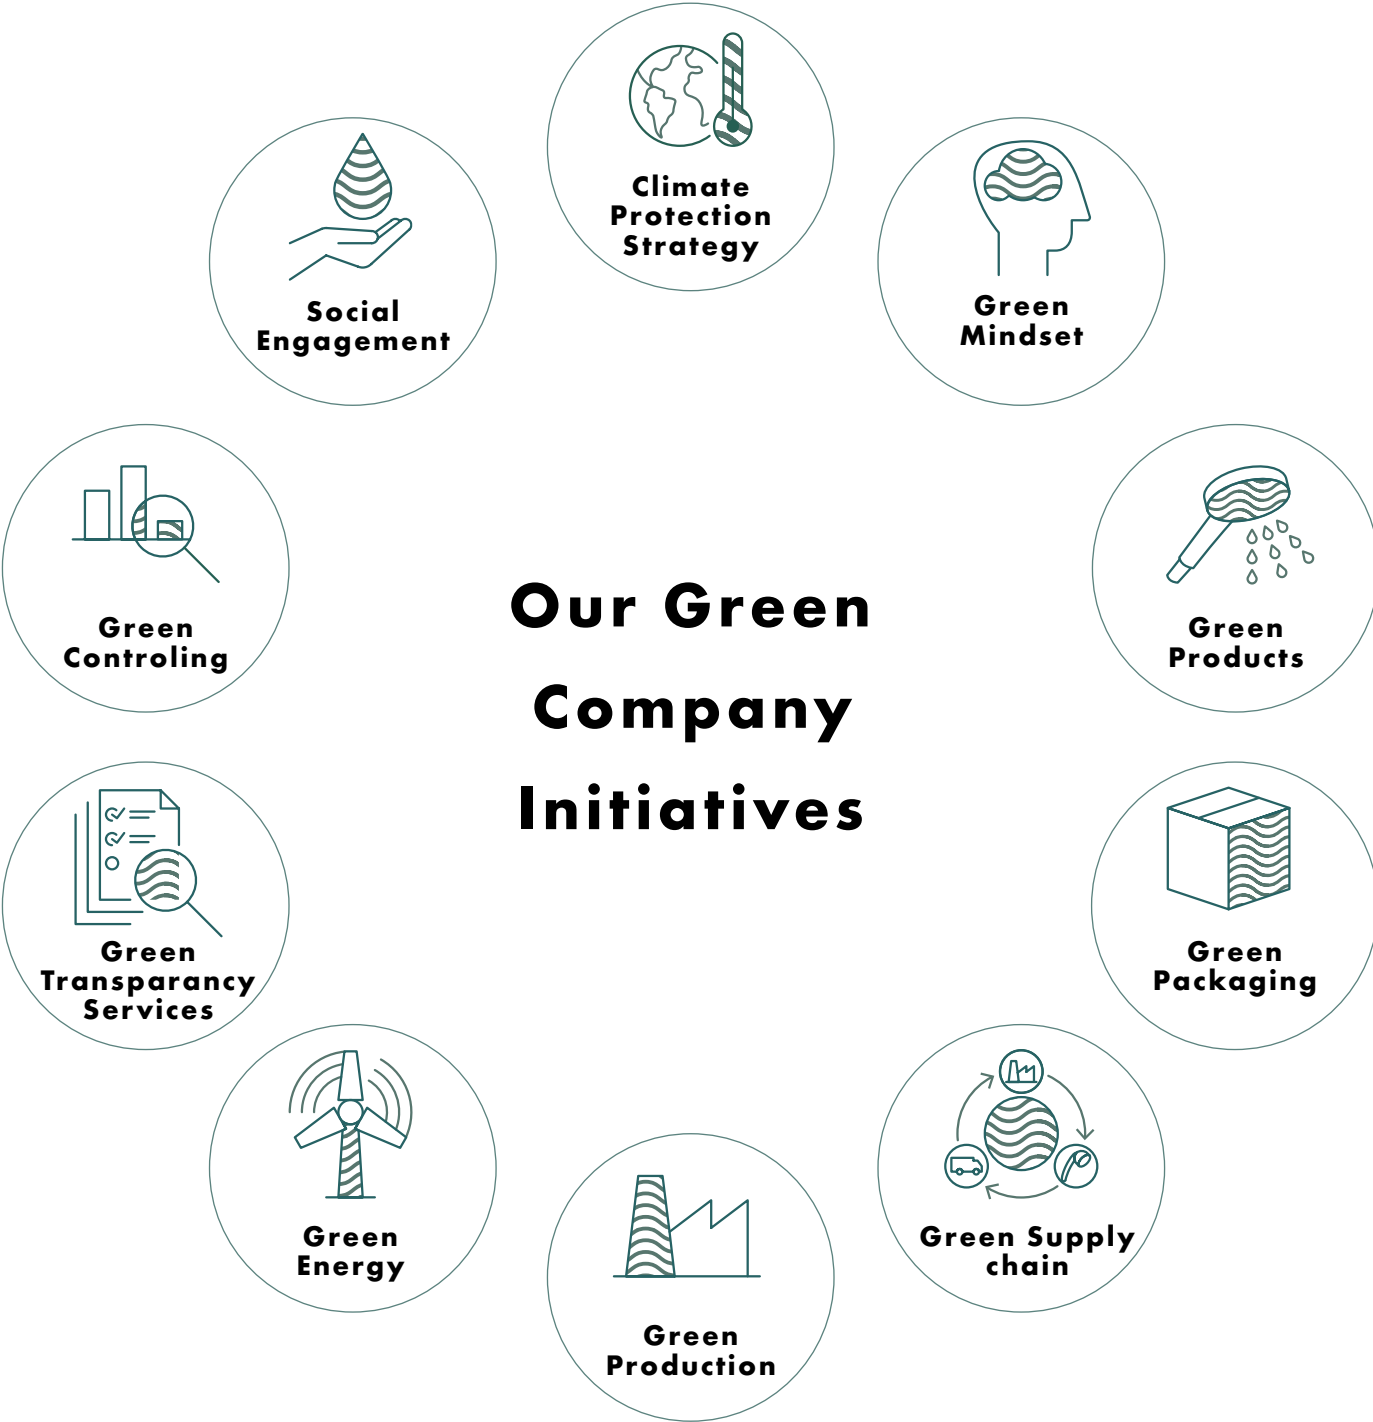 Climate
Protection
Strategy
Social
Engagement
Green
Mindset
Green
Controling
Green
Products
Our Green
Company
Initiatives
Green
Transparancy
Services
Green
Packaging
Green
Energy
Green Supply
chain
Green
Production